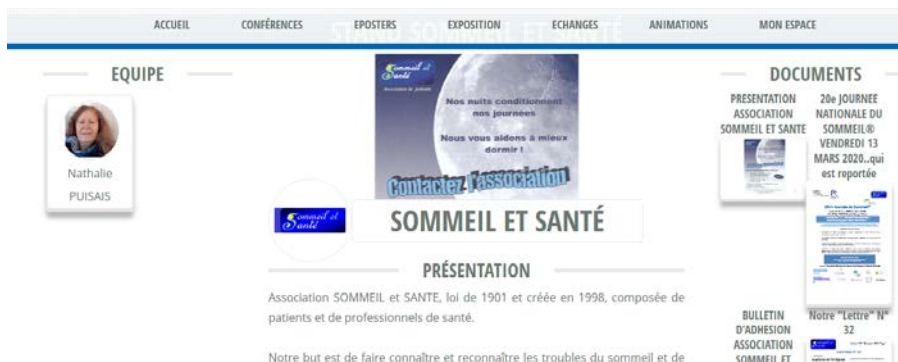 ACCUEIL CONFÉRENCES EPOSTERS EXPOSITION ECHANGES ANIMATIONS MON ESPACE
STAND SOMMEIL ET SANTÉ
EQUIPE
Nathalie
PUISAIS
Sommeil et
Santé
Nos nuits conditionnent
nos journées
Nous vous aidons à mieux
dormir !
Contactez l'association
Sommeil et
Santé
SOMMEIL ET SANTÉ
PRÉSENTATION
Association SOMMEIL et SANTE, loi de 1901 et créée en 1998, composée de
patients et de professionnels de santé.
Notre but est de faire connaître et reconnaître les troubles du sommeil et de
DOCUMENTS
PRESENTATION
ASSOCIATION
SOMMEIL ET SANTE
20e JOURNEE
NATIONALE DU
SOMMEIL®
VENDREDI 13
MARS 2020..qui
est reportée
BULLETIN
D'ADHESION
ASSOCIATION
SOMMEIL ET
Notre "Lettre" N°
32